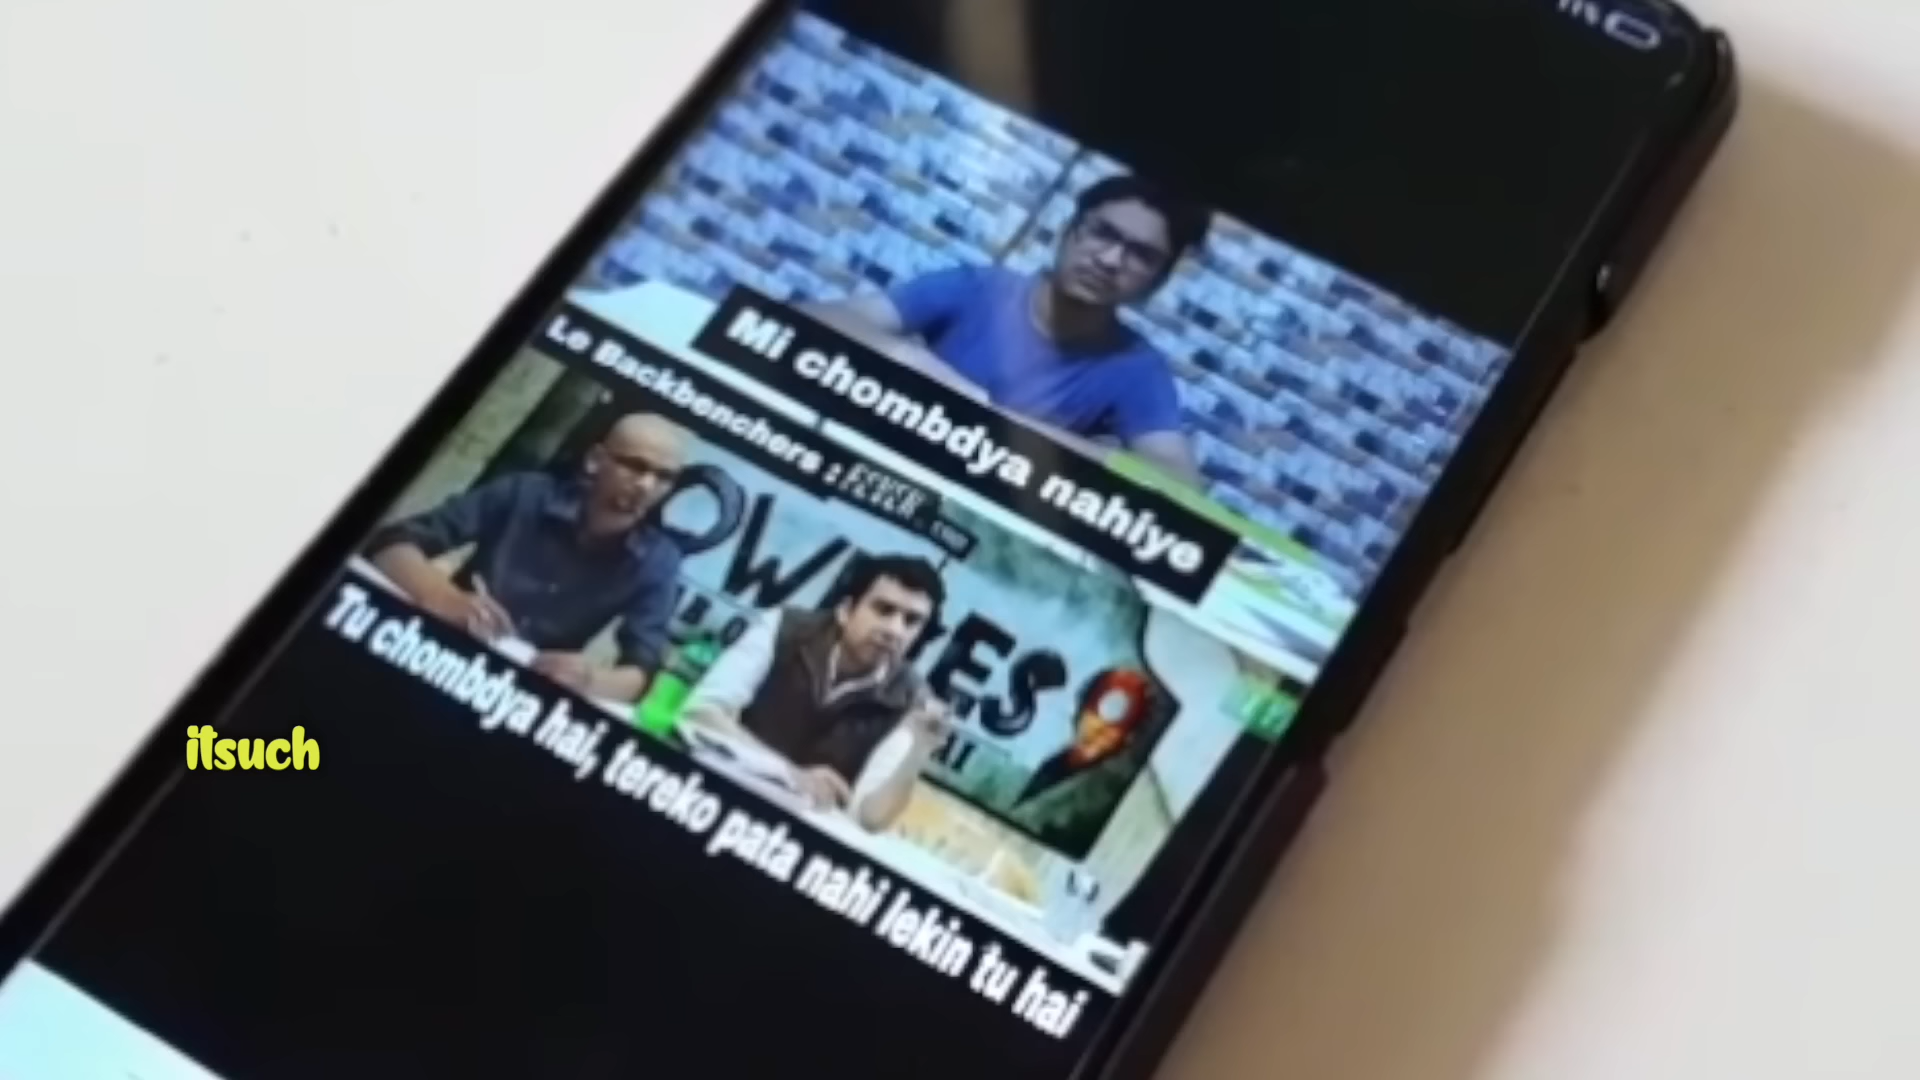 Mi chombdya nahiye
Le Backbenchers :
Tu chombdya hai, tereko pata nahi lekin tu hai
itsuch